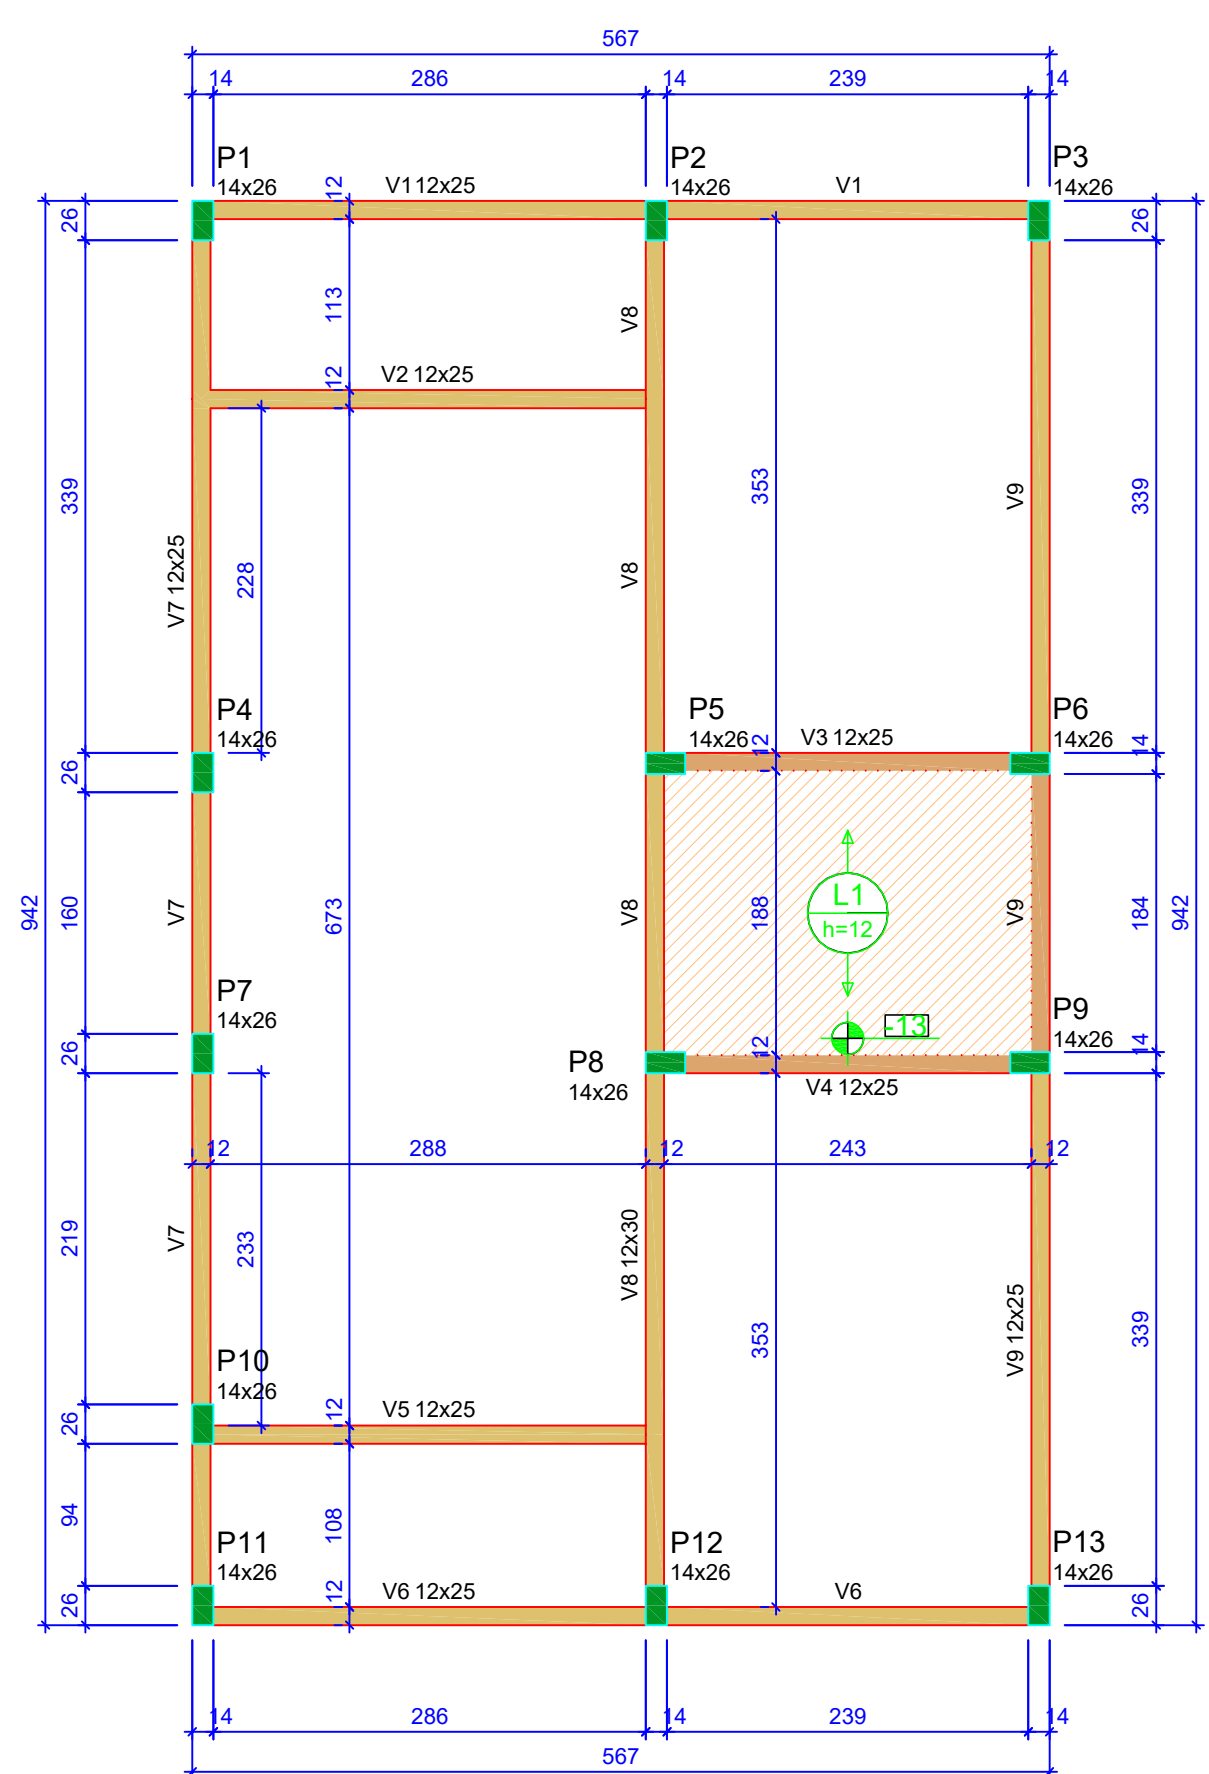 567
14 286 14 239 14
P1 P2 P3
14x26 12 V1 12x25 14x26 V1 14x26
26 26
113 V8
12 V2 12x25
339 353 V9 339
V7 12x25 228 V8
P4 P5 P6
14x26 14x26 12 V3 12x25 14x26 14
26
L1
h=12
942 160 V7 673 V8 188 V9 184 942
P7 P9
14x26 -13 14x26
26 12 14
P8
14x26 V4 12x25
12 288 12 243 12
219 V7 233 V8 12x30 353 V9 12x25 339
P10
14x26
26 12 V5 12x25
94 108
P11 P12 P13
14x26 14x26 14x26
26 12 V6 12x25 V6 26
14 286 14 239 14
567